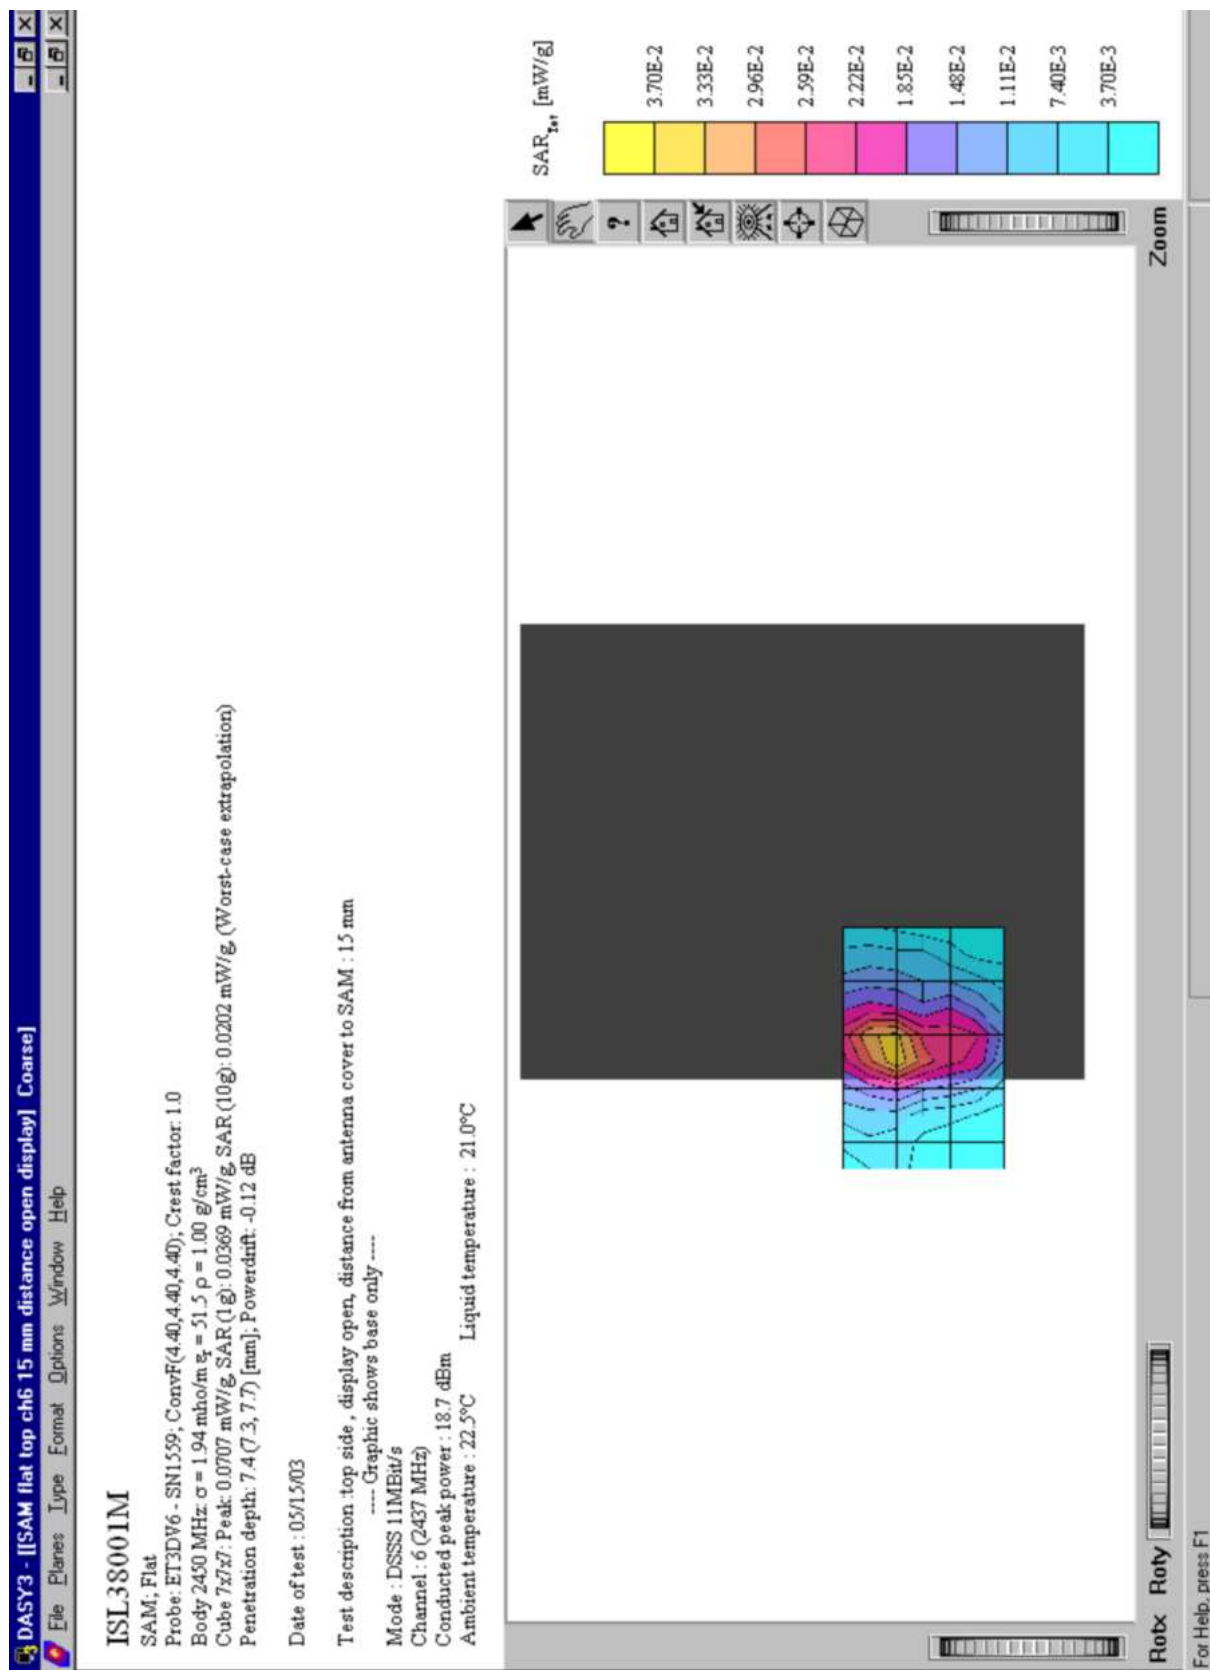 DASY3 - [[SAM flat top ch6 15 mm distance open display] Coarse]
File Planes Type Format Options Window Help
ISL38001M
SAM; Flat
Probe: ET3DV6 - SN1559; ConvF(4.40,4.40,4.40); Crest factor: 1.0
Body 2450 MHz: σ = 1.94 mho/m εr = 51.5 ρ = 1.00 g/cm³
Cube 7x7x7: Peak: 0.0707 mW/g, SAR (1g): 0.0369 mW/g, SAR (10g): 0.0202 mW/g, (Worst-case extrapolation)
Penetration depth: 7.4 (7.3, 7.7) [mm]; Powerdrift: -0.12 dB
Date of test : 05/15/03
Test description :top side , display open, distance from antenna cover to SAM : 15 mm
---- Graphic shows base only ----
Mode : DSSS 11MBit/s
Channel : 6 (2437 MHz)
Conducted peak power : 18.7 dBm
Ambient temperature : 22.5°C Liquid temperature : 21.0°C
SARTot [mW/g]
3.70E-2
3.33E-2
2.96E-2
2.59E-2
2.22E-2
1.85E-2
1.48E-2
1.11E-2
7.40E-3
3.70E-3
Rotx Roty Zoom
For Help, press F1